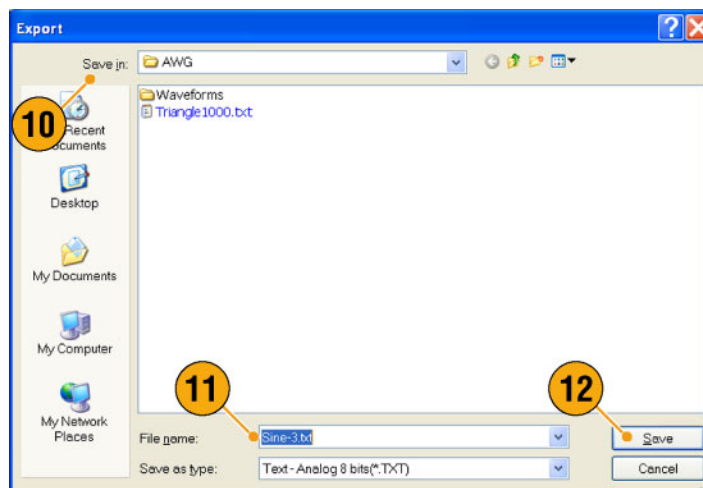 Export
Save in: AWG
10
Recent
Documents
Desktop
My Documents
My Computer
My Network
Places
Waveforms
Triangle1000.txt
11
12
File name: Sine-3.txt Save
Save as type: Text - Analog 8 bits(*.TXT) Cancel